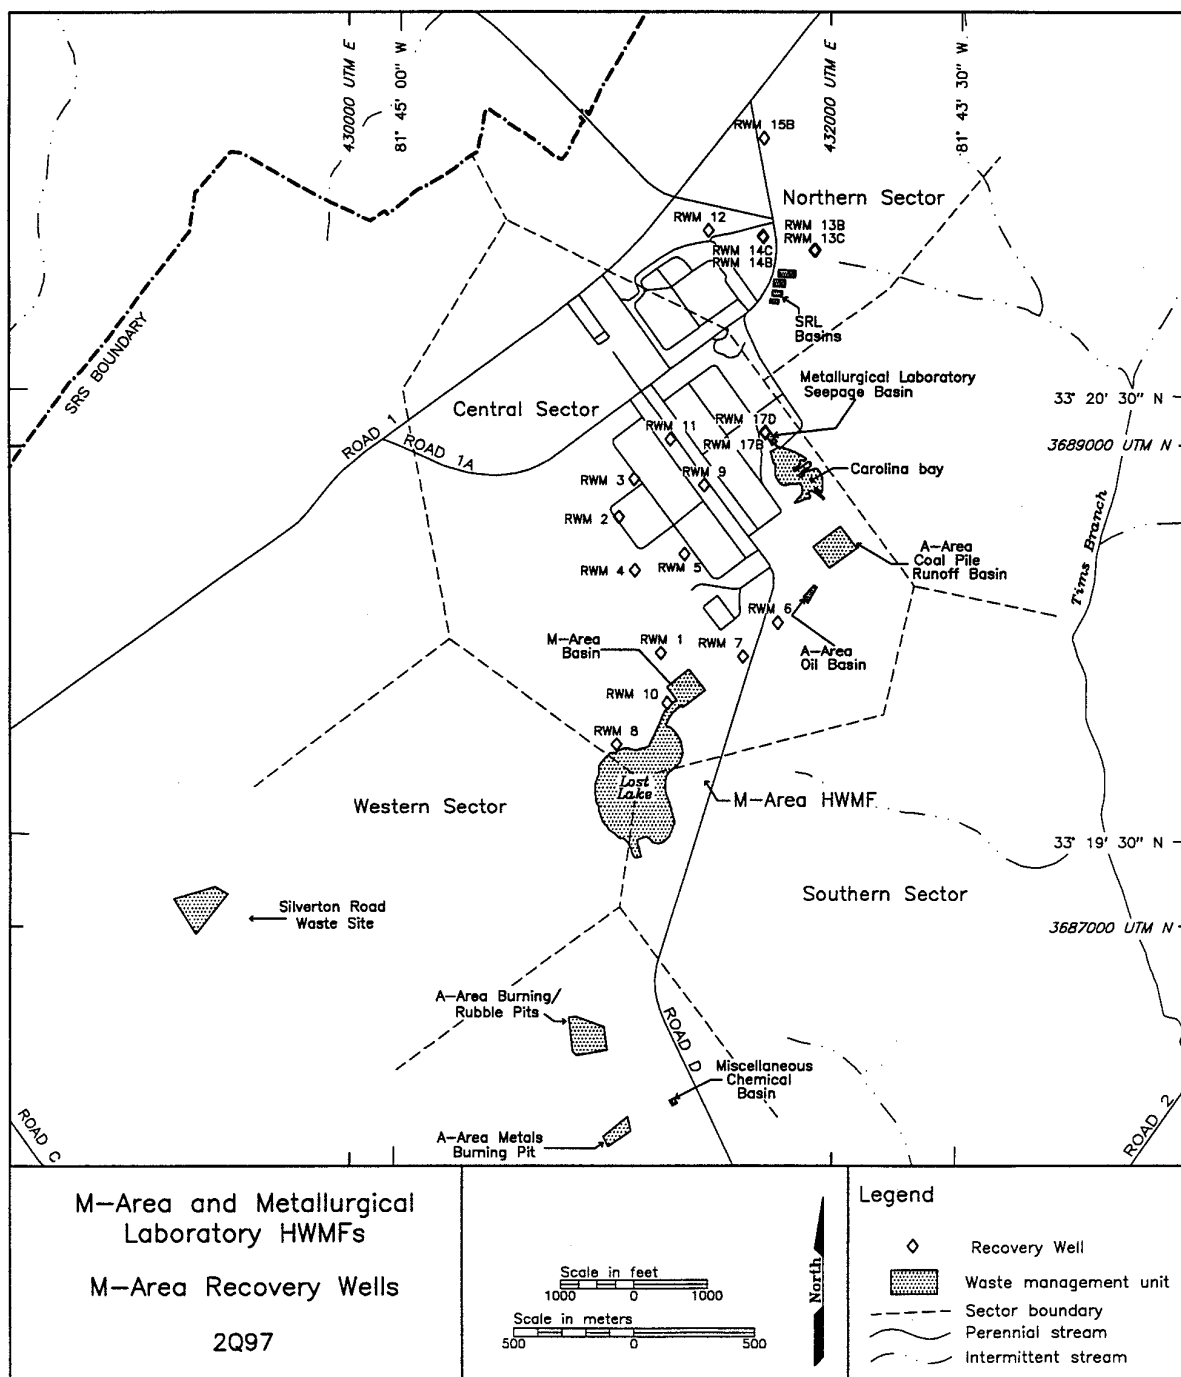 430000 UTM E
81° 45' 00" W
432000 UTM E
81° 43' 30" W
RWM 15B
Northern Sector
RWM 12
RWM 13B
RWM 13C
RWM 14C
RWM 14B
SRL
Basins
SRS BOUNDARY
Metallurgical Laboratory
Seepage Basin
33° 20' 30" N
Central Sector
ROAD 1
ROAD 1A
RWM 11
RWM 17D
RWM 17B
3689000 UTM N
RWM 3
RWM 9
Carolina bay
RWM 2
Tims Branch
A-Area
Coal Pile
Runoff Basin
RWM 4
RWM 5
RWM 6
M-Area
Basin
RWM 1
RWM 7
A-Area
Oil Basin
RWM 10
RWM 8
Lost
Lake
Western Sector
M-Area HWMF
33° 19' 30" N
Southern Sector
Silverton Road
Waste Site
3687000 UTM N
A-Area Burning/
Rubble Pits
ROAD D
Miscellaneous
Chemical
Basin
ROAD C
A-Area Metals
Burning Pit
ROAD 2
M-Area and Metallurgical
Laboratory HWMFs
M-Area Recovery Wells
2Q97
Scale in feet
1000 0 1000
Scale in meters
500 0 500
North
Legend
Recovery Well
Waste management unit
Sector boundary
Perennial stream
Intermittent stream